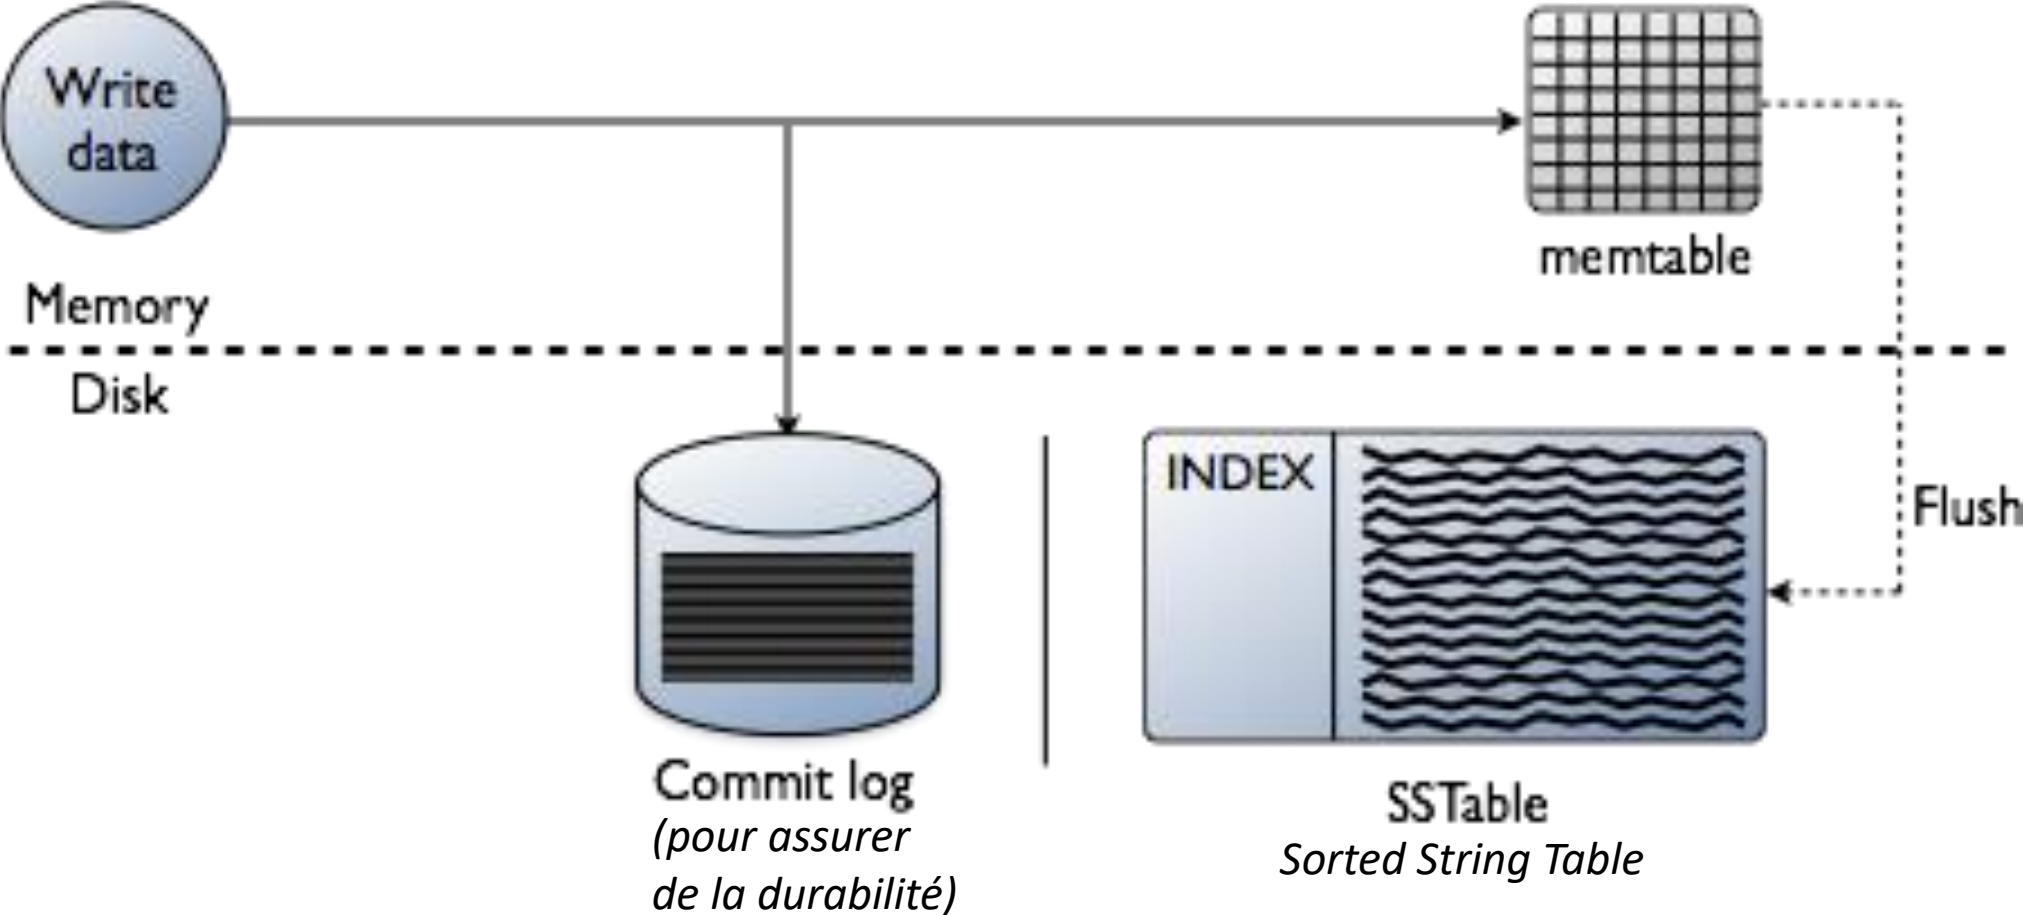 Write
data
memtable
Memory
Disk
INDEX
Flush
Commit log
(pour assurer
de la durabilité)
SSTable
Sorted String Table